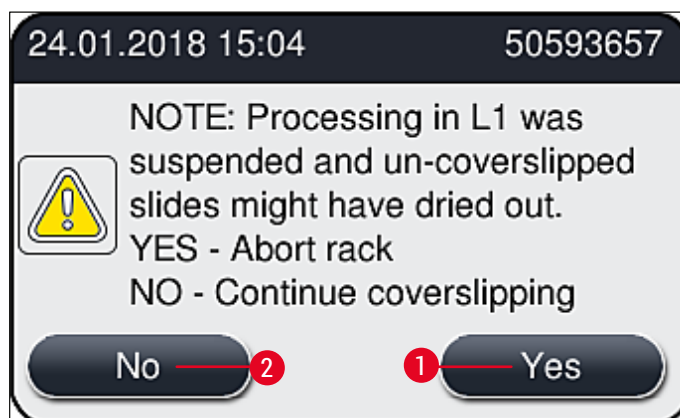 24.01.2018 15:04 50593657
NOTE: Processing in L1 was
suspended and un-coverslipped
slides might have dried out.
YES - Abort rack
NO - Continue coverslipping
No 2 1 Yes